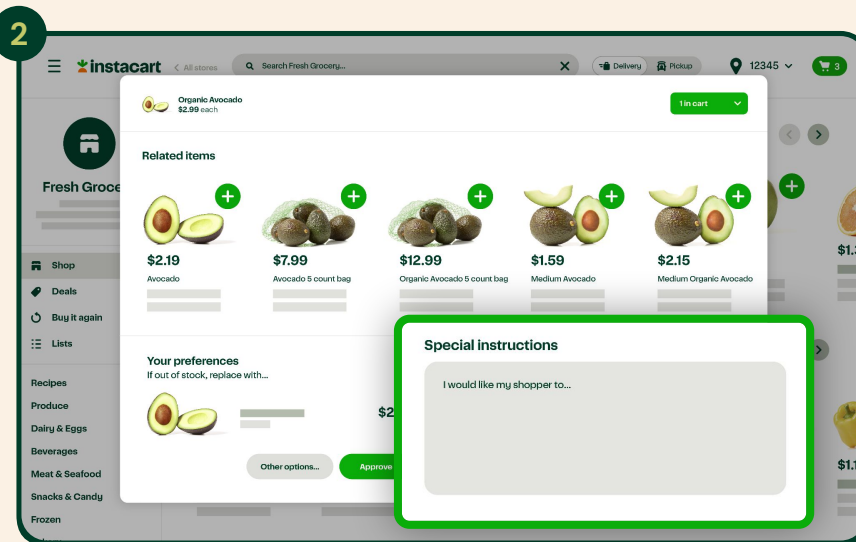 2
instacart
All stores
Search Fresh Grocery...
Delivery
Pickup
12345
3
Organic Avocado
$2.99 each
1 in cart
Related items
Fresh Groce
$2.19
Avocado
$7.99
Avocado 5 count bag
$12.99
Organic Avocado 5 count bag
$1.59
Medium Avocado
$2.15
Medium Organic Avocado
$1.
Shop
Deals
Buy it again
Lists
Your preferences
If out of stock, replace with...
$2
Other options...
Approve
Special instructions
I would like my shopper to...
Recipes
Produce
Dairy & Eggs
Beverages
Meat & Seafood
Snacks & Candy
Frozen
$1.1